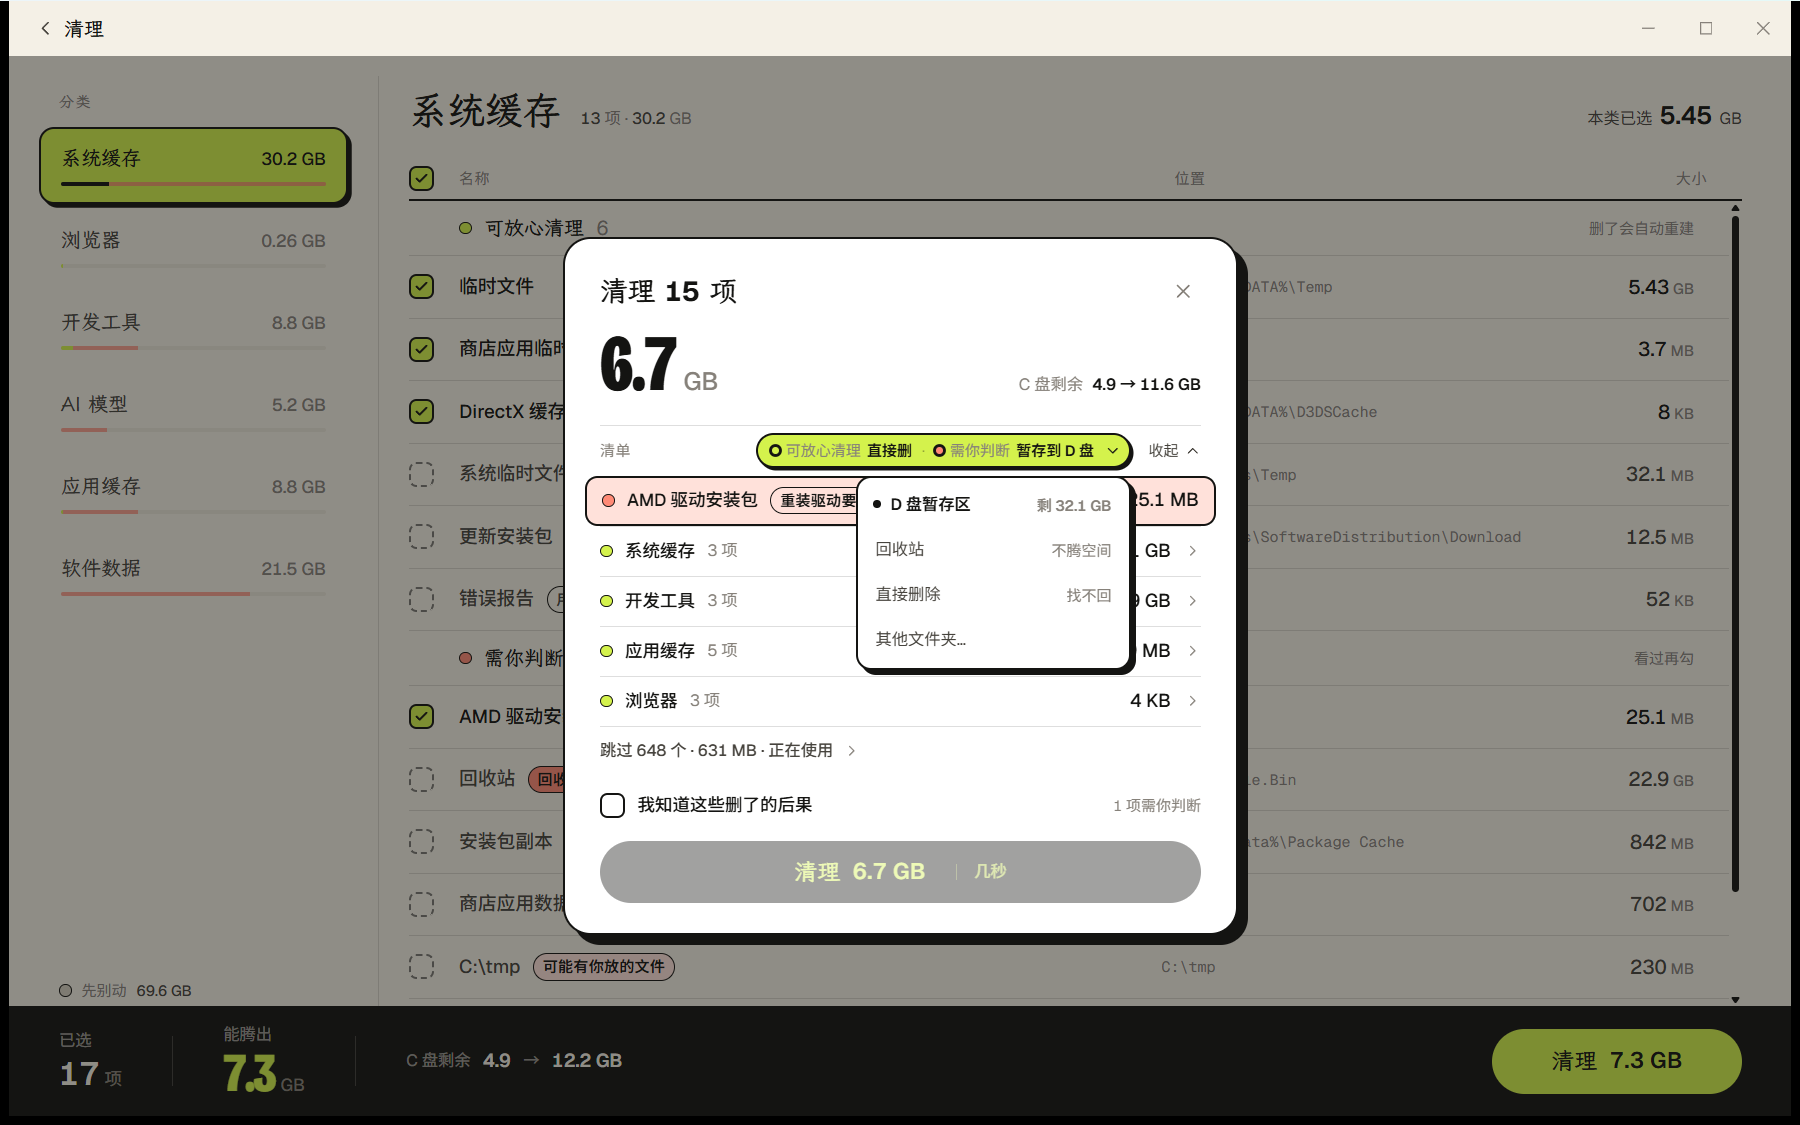 清理
分类
系统缓存 30.2 GB
浏览器 0.26 GB
开发工具 8.8 GB
AI 模型 5.2 GB
应用缓存 8.8 GB
软件数据 21.5 GB
先别动 69.6 GB
系统缓存 13 项 · 30.2 GB
本类已选 5.45 GB
名称 位置 大小
可放心清理 6 删了会自动重建
临时文件 DATA%\Temp 5.43 GB
商店应用临时 3.7 MB
DirectX 缓存 DATA%\D3DSCache 8 KB
系统临时文件 \Temp 32.1 MB
更新安装包 \SoftwareDistribution\Download 12.5 MB
错误报告 52 KB
需你判断 看过再勾
AMD 驱动安 25.1 MB
回收站 回收 le.Bin 22.9 GB
安装包副本 ata%\Package Cache 842 MB
商店应用数据 702 MB
C:\tmp 可能有你放的文件 C:\tmp 230 MB
清理 15 项
6.7 GB
C 盘剩余 4.9 → 11.6 GB
清单 可放心清理 直接删 · 需你判断 暂存到 D 盘 收起
AMD 驱动安装包 重装驱动要 5.1 MB
系统缓存 3 项 GB
开发工具 3 项 GB
应用缓存 5 项 MB
浏览器 3 项 4 KB
D 盘暂存区 剩 32.1 GB
回收站 不腾空间
直接删除 找不回
其他文件夹...
跳过 648 个 · 631 MB · 正在使用
我知道这些删了的后果 1 项需你判断
清理 6.7 GB 几秒
已选
17 项
能腾出
7.3 GB
C 盘剩余 4.9 → 12.2 GB
清理 7.3 GB